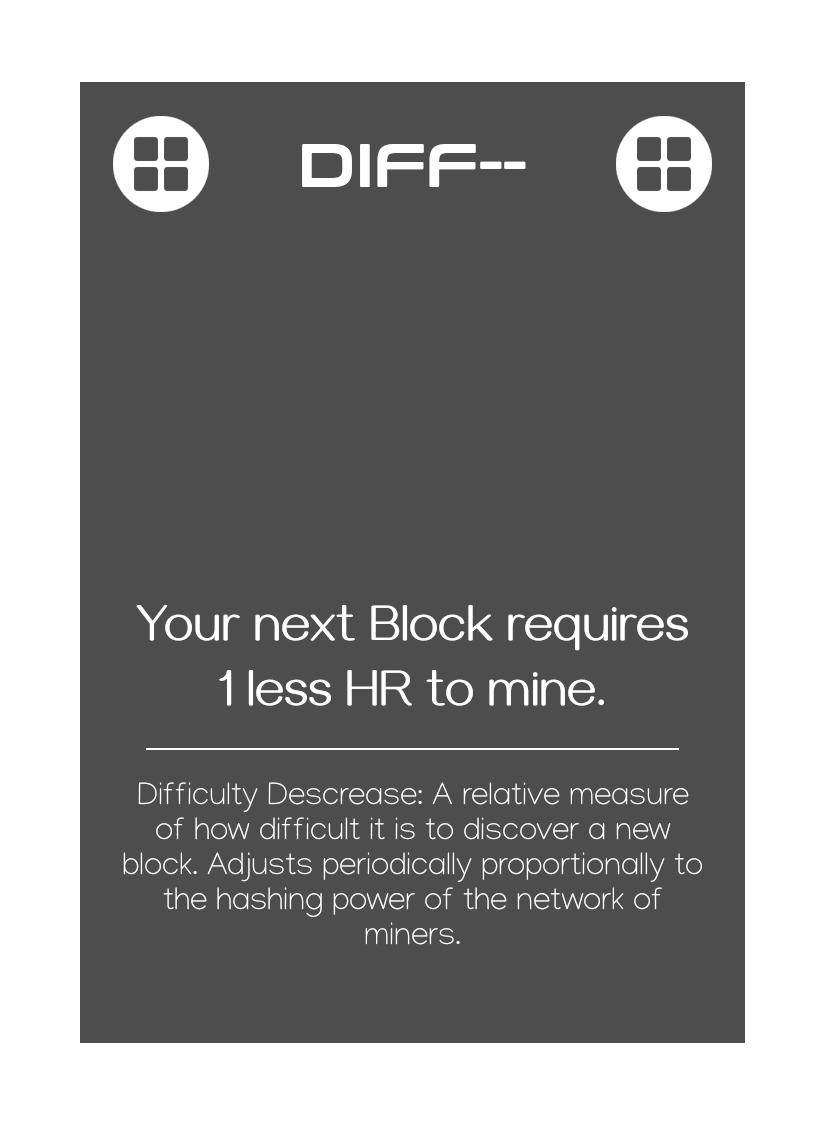 DIFF--
Your next Block requires
1 less HR to mine.
Difficulty Descrease: A relative measure
of how difficult it is to discover a new
block. Adjusts periodically proportionally to
the hashing power of the network of
miners.